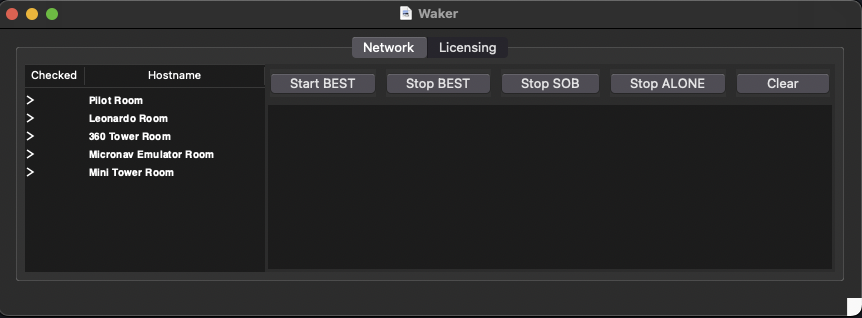 Waker
Network Licensing
Checked Hostname
Start BEST Stop BEST Stop SOB Stop ALONE Clear
Pilot Room
Leonardo Room
360 Tower Room
Micronav Emulator Room
Mini Tower Room